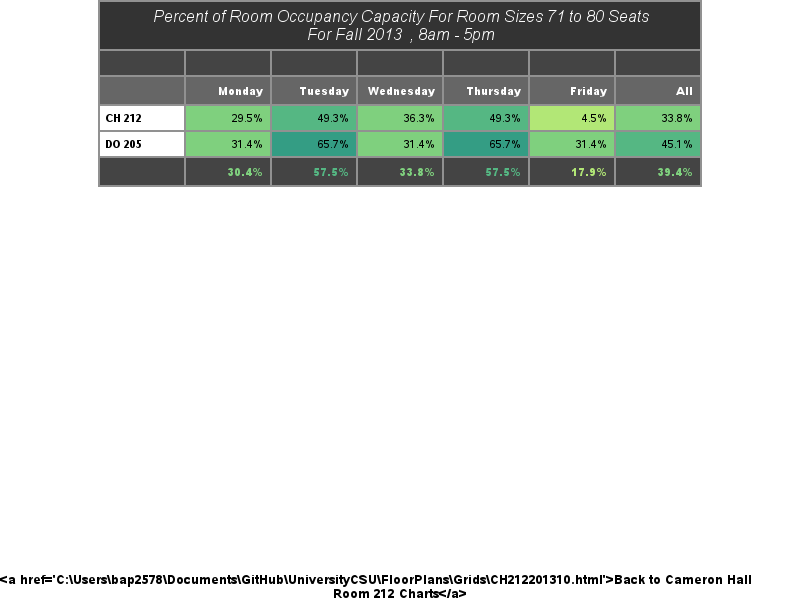 Percent of Room Occupancy Capacity For Room Sizes 71 to 80 Seats
For Fall 2013 , 8am - 5pm
Monday Tuesday Wednesday Thursday Friday All
CH 212 29.5% 49.3% 36.3% 49.3% 4.5% 33.8%
DO 205 31.4% 65.7% 31.4% 65.7% 31.4% 45.1%
30.4% 57.5% 33.8% 57.5% 17.9% 39.4%
<a href='C:\Users\bap2578\Documents\GitHub\UniversityCSU\FloorPlans\Grids\CH212201310.html'>Back to Cameron Hall
Room 212 Charts</a>